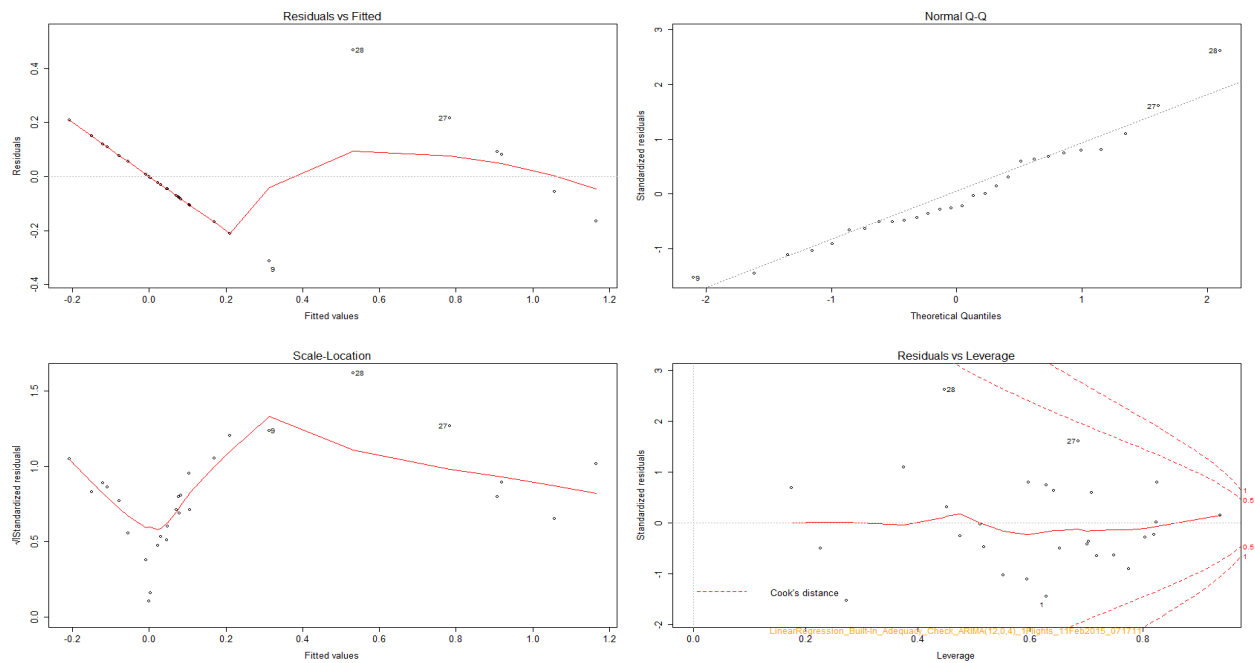 Residuals vs Fitted
Residuals
0.4
0.2
0.0
-0.2
-0.4
28
27
9
-0.2 0.0 0.2 0.4 0.6 0.8 1.0 1.2
Fitted values
Normal Q-Q
Standardized residuals
3
2
1
0
-1
28
27
9
-2 -1 0 1 2
Theoretical Quantiles
Scale-Location
√|Standardized residuals|
1.5
1.0
0.5
0.0
28
27
9
-0.2 0.0 0.2 0.4 0.6 0.8 1.0 1.2
Fitted values
Residuals vs Leverage
Standardized residuals
3
2
1
0
-1
-2
28
27
1
1
0.5
0.5
1
Cook's distance
LinearRegression_Built-In_Adequacy_Check_ARIMA(12,0,4)_1Flights_11Feb2015_071711
0.0 0.2 0.4 0.6 0.8
Leverage